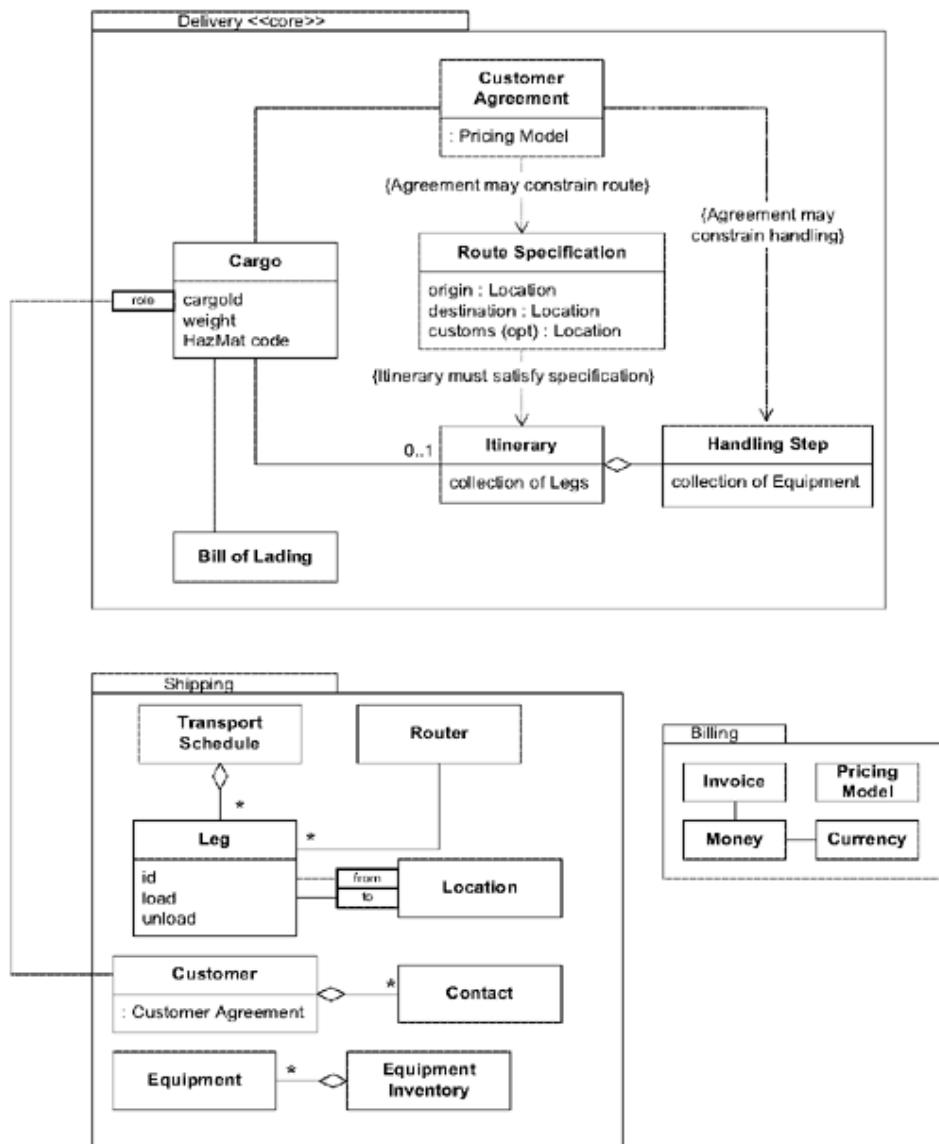 Delivery <<core>>
Customer
Agreement
: Pricing Model
{Agreement may constrain route}
{Agreement may
constrain handling}
Cargo
role
cargoId
weight
HazMat code
Route Specification
origin : Location
destination : Location
customs (opt) : Location
{Itinerary must satisfy specification}
0..1
Itinerary
collection of Legs
Handling Step
collection of Equipment
Bill of Lading
Shipping
Transport
Schedule
*
Router
*
Leg
id
load
unload
from
to
Location
Customer
: Customer Agreement
*
Contact
Equipment
*
Equipment
Inventory
Billing
Invoice
Pricing
Model
Money
Currency